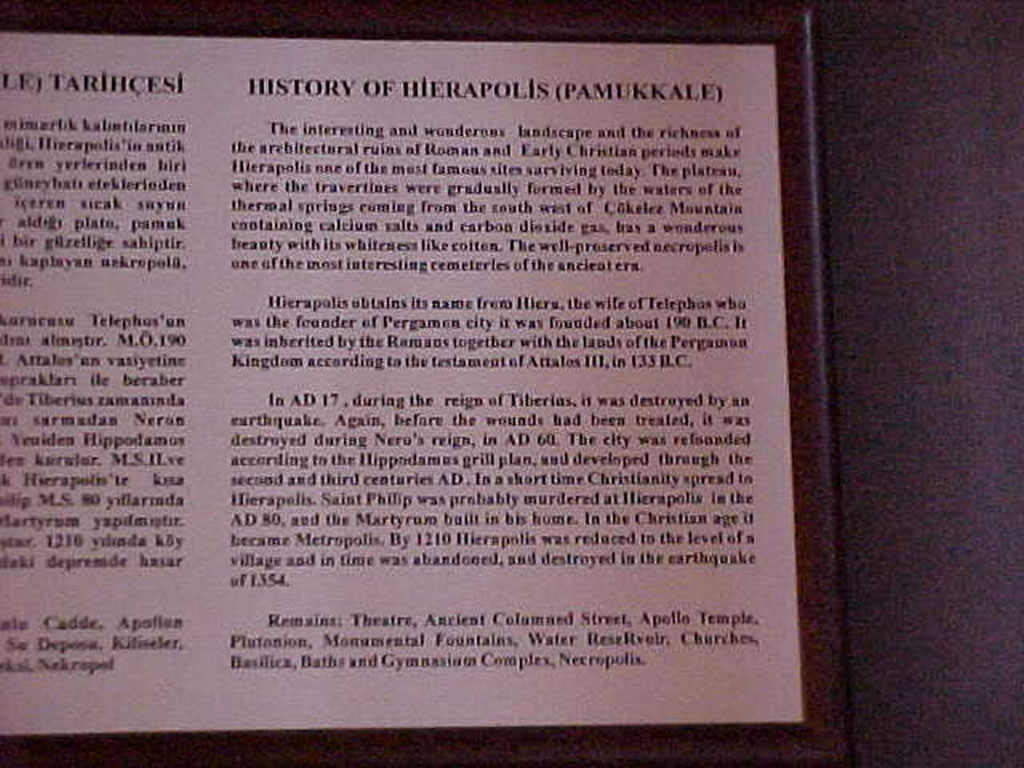 LE) TARİHÇESİ
mimarlık kalıntılarının
Hierapolis'in antik
ören yerlerinden biri
güneybatı eteklerinden
içeren sıcak suyun
aldığı plato, pamuk
bir güzelliğe sahiptir.
kaplayan nekropolü,
kurucusu Telephos'un
almıştır. M.Ö.190
Attalos'un vasiyetine
toprakları ile beraber
'de Tiberius zamanında
sarmadan Neron
Yeniden Hippodamos
kurulur. M.S.II.ve
Hierapolis'te kısa
M.S. 80 yıllarında
Martyrum yapılmıştır.
1210 yılında köy
depremde hasar
Cadde, Apollon
Su Deposu, Kiliseler,
Nekropol
HISTORY OF HİERAPOLİS (PAMUKKALE)
The interesting and wonderous landscape and the richness of
the architectural ruins of Roman and Early Christian periods make
Hierapolis one of the most famous sites surviving today. The plateau,
where the travertines were gradually formed by the waters of the
thermal springs coming from the south west of Çökelez Mountain
containing calcium salts and carbon dioxide gas, has a wonderous
beauty with its whiteness like cotton. The well-preserved necropolis is
one of the most interesting cemeteries of the ancient era.
Hierapolis obtains its name from Hiera, the wife of Telephos who
was the founder of Pergamon city it was founded about 190 B.C. It
was inherited by the Romans together with the lands of the Pergamon
Kingdom according to the testament of Attalos III, in 133 B.C.
In AD 17 , during the reign of Tiberius, it was destroyed by an
earthquake. Again, before the wounds had been treated, it was
destroyed during Nero's reign, in AD 60. The city was refounded
according to the Hippodamus grill plan, and developed through the
second and third centuries AD . In a short time Christianity spread to
Hierapolis. Saint Philip was probably murdered at Hierapolis in the
AD 80, and the Martyrum built in his home. In the Christian age it
became Metropolis. By 1210 Hierapolis was reduced to the level of a
village and in time was abandoned, and destroyed in the earthquake
of 1354.
Remains: Theatre, Ancient Columned Street, Apollo Temple,
Plutonion, Monumental Fountains, Water ReseRvoir, Churches,
Basilica, Baths and Gymnasium Complex, Necropolis.